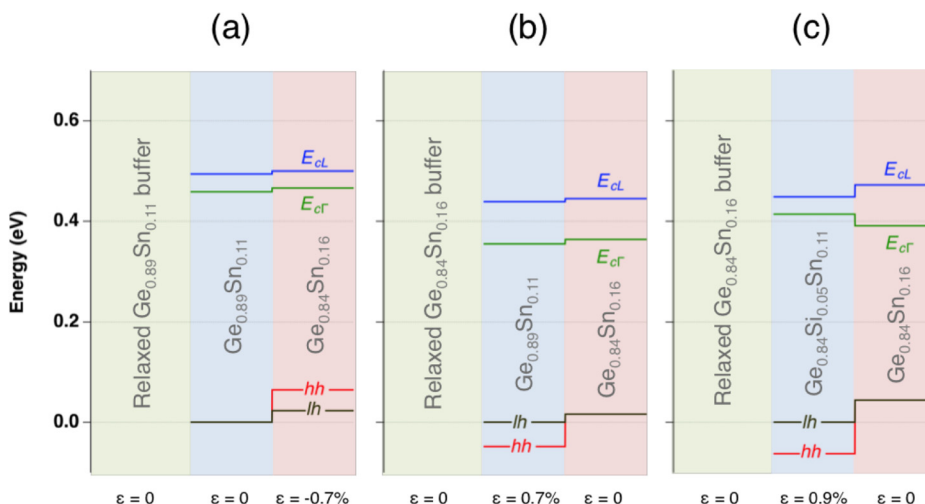 (a)
(b)
(c)
Energy (eV)
0.6
0.4
0.2
0.0
Relaxed Ge0.89Sn0.11 buffer
Ge0.89Sn0.11
Ge0.84Sn0.16
EcL
EcΓ
hh
lh
ε = 0
ε = 0
ε = -0.7%
Relaxed Ge0.84Sn0.16 buffer
Ge0.89Sn0.11
Ge0.84Sn0.16
EcL
EcΓ
lh
hh
ε = 0
ε = 0.7%
ε = 0
Relaxed Ge0.84Sn0.16 buffer
Ge0.84Si0.05Sn0.11
Ge0.84Sn0.16
EcL
EcΓ
lh
hh
ε = 0
ε = 0.9%
ε = 0